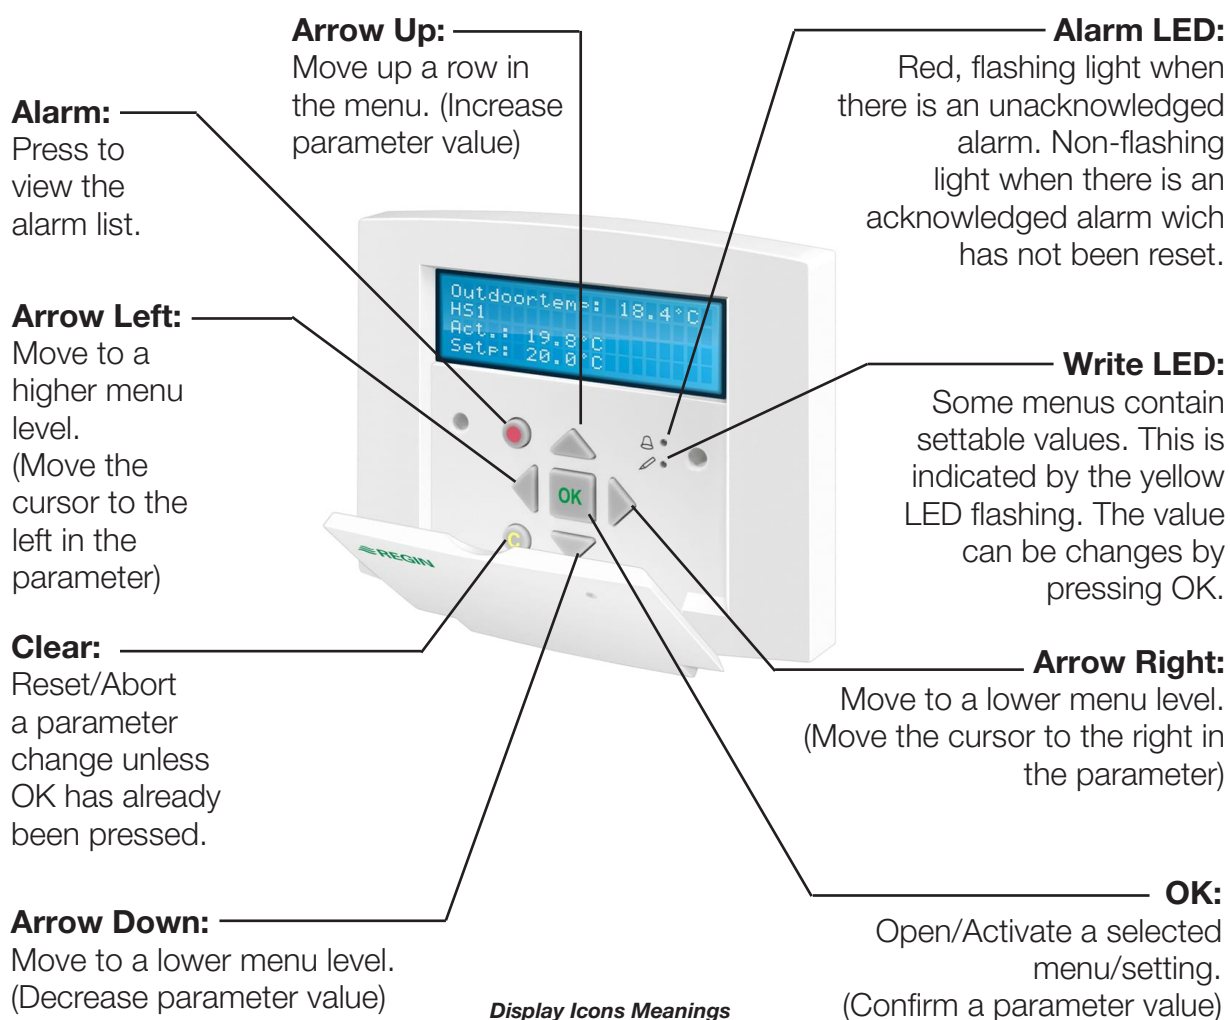 Arrow Up:
Move up a row in
the menu. (Increase
parameter value)
Alarm LED:
Red, flashing light when
there is an unacknowledged
alarm. Non-flashing
light when there is an
acknowledged alarm wich
has not been reset.
Alarm:
Press to
view the
alarm list.
Arrow Left:
Move to a
higher menu
level.
(Move the
cursor to the
left in the
parameter)
Outdoortemp: 18.4°C
HS1
Act.: 19.8°C
Setp: 20.0°C
OK
C
REGIN
Write LED:
Some menus contain
settable values. This is
indicated by the yellow
LED flashing. The value
can be changes by
pressing OK.
Clear:
Reset/Abort
a parameter
change unless
OK has already
been pressed.
Arrow Right:
Move to a lower menu level.
(Move the cursor to the right in
the parameter)
Arrow Down:
Move to a lower menu level.
(Decrease parameter value)
OK:
Open/Activate a selected
menu/setting.
(Confirm a parameter value)
Display Icons Meanings